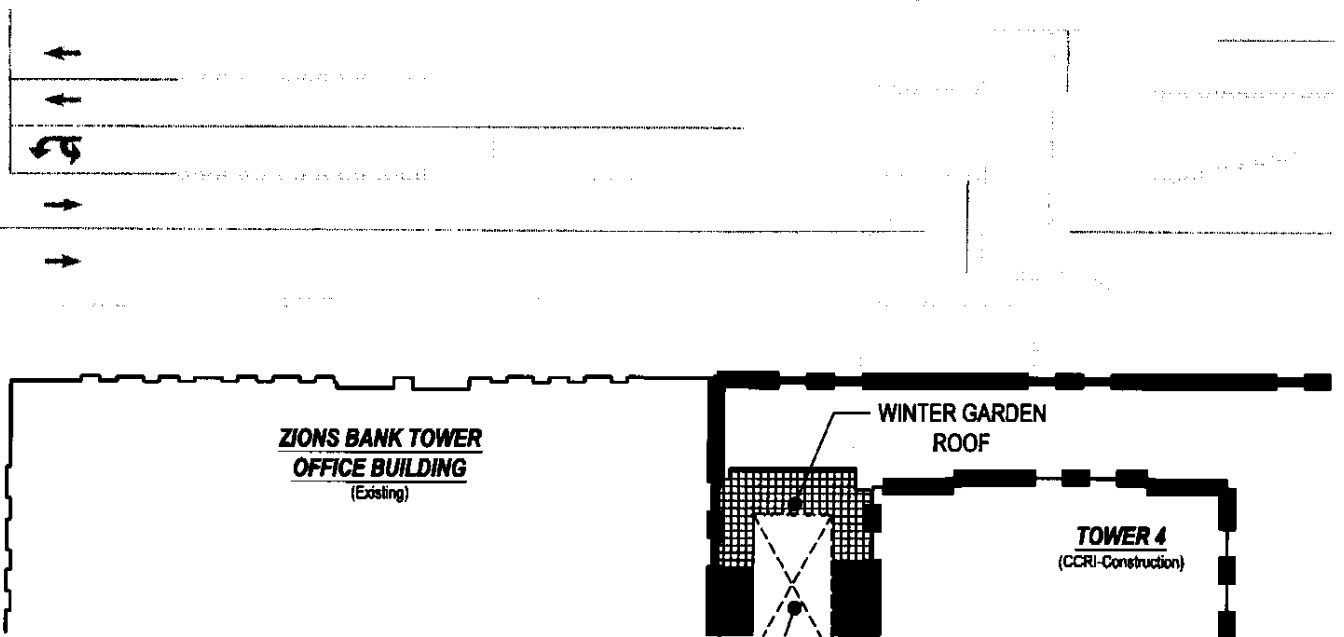 ZIONS BANK TOWER
OFFICE BUILDING
(Existing)
WINTER GARDEN
ROOF
TOWER 4
(CCRI-Construction)